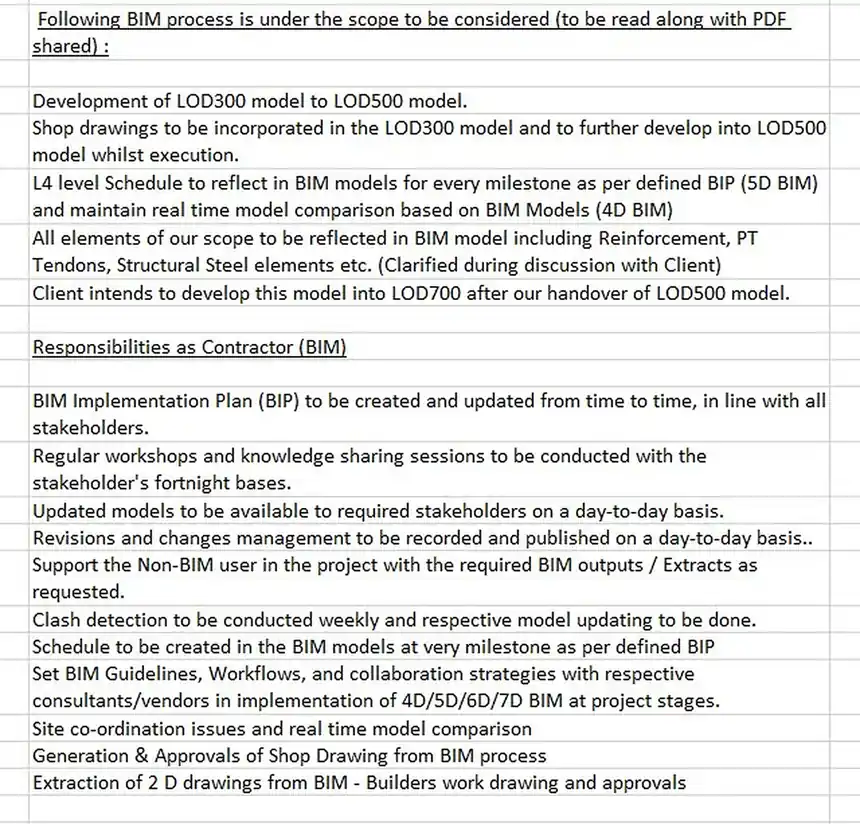 Following BIM process is under the scope to be considered (to be read along with PDF
shared) :
Development of LOD300 model to LOD500 model.
Shop drawings to be incorporated in the LOD300 model and to further develop into LOD500
model whilst execution.
L4 level Schedule to reflect in BIM models for every milestone as per defined BIP (5D BIM)
and maintain real time model comparison based on BIM Models (4D BIM)
All elements of our scope to be reflected in BIM model including Reinforcement, PT
Tendons, Structural Steel elements etc. (Clarified during discussion with Client)
Client intends to develop this model into LOD700 after our handover of LOD500 model.
Responsibilities as Contractor (BIM)
BIM Implementation Plan (BIP) to be created and updated from time to time, in line with all
stakeholders.
Regular workshops and knowledge sharing sessions to be conducted with the
stakeholder's fortnight bases.
Updated models to be available to required stakeholders on a day-to-day basis.
Revisions and changes management to be recorded and published on a day-to-day basis..
Support the Non-BIM user in the project with the required BIM outputs / Extracts as
requested.
Clash detection to be conducted weekly and respective model updating to be done.
Schedule to be created in the BIM models at very milestone as per defined BIP
Set BIM Guidelines, Workflows, and collaboration strategies with respective
consultants/vendors in implementation of 4D/5D/6D/7D BIM at project stages.
Site co-ordination issues and real time model comparison
Generation & Approvals of Shop Drawing from BIM process
Extraction of 2 D drawings from BIM - Builders work drawing and approvals